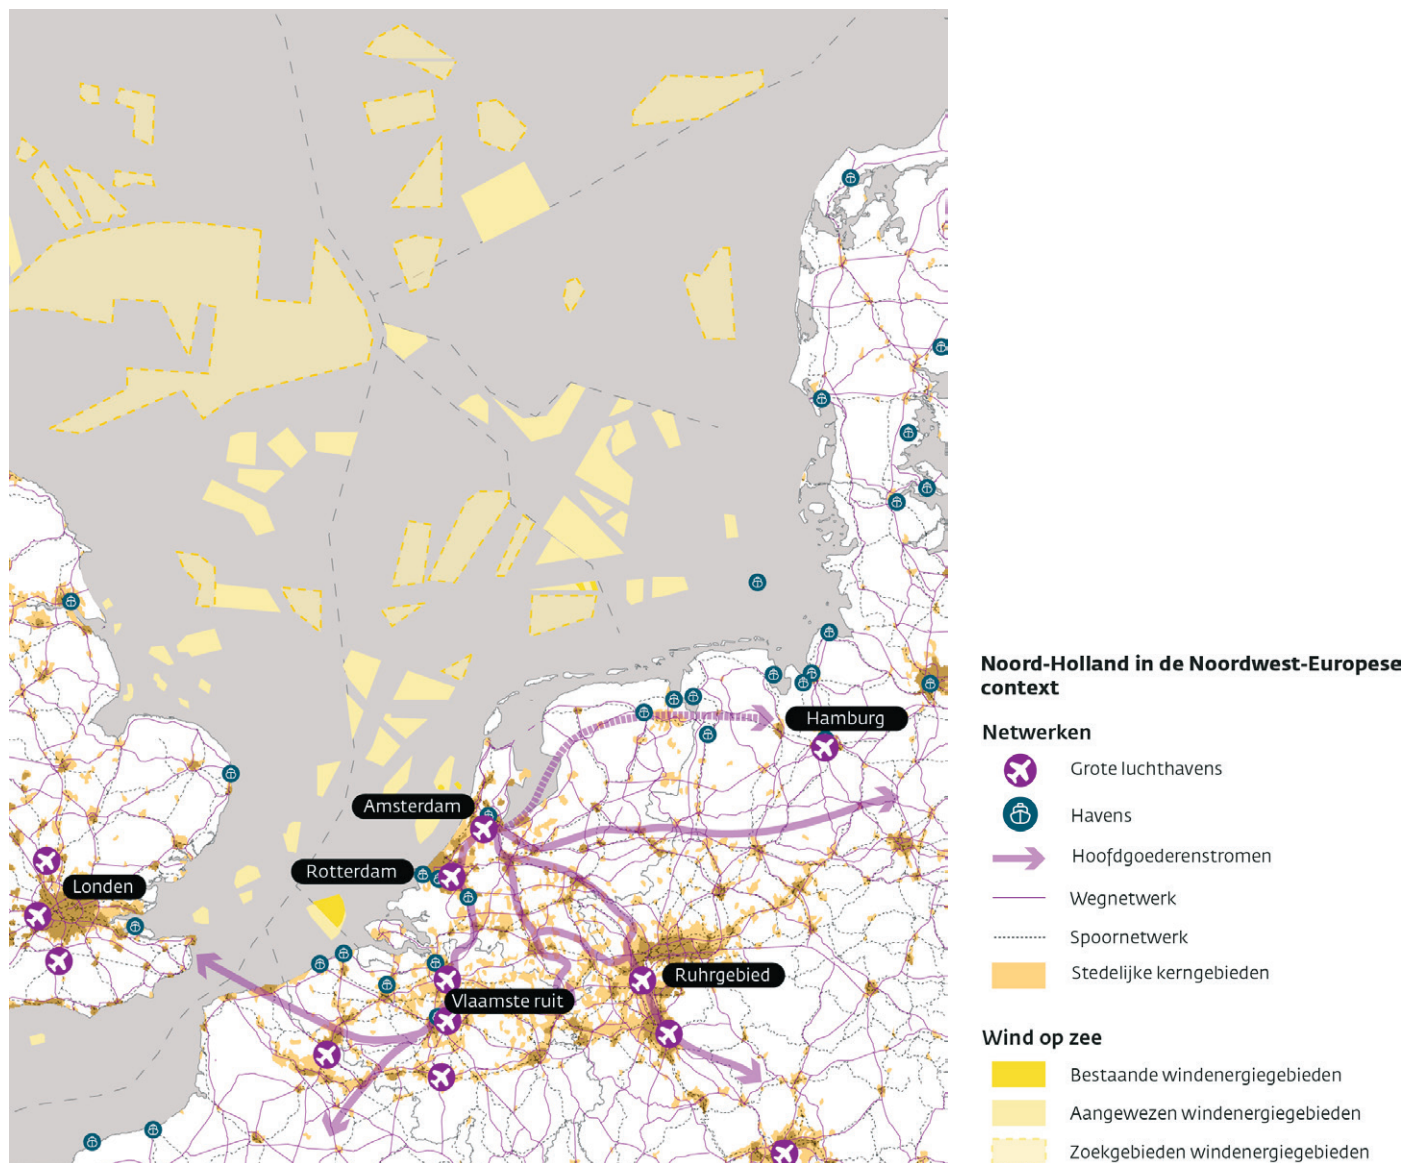 Hamburg
Amsterdam
Rotterdam
Londen
Ruhrgebied
Vlaamste ruit
Noord-Holland in de Noordwest-Europese
context
Netwerken
Grote luchthavens
Havens
Hoofdgoederenstromen
Wegnetwerk
Spoornetwerk
Stedelijke kerngebieden
Wind op zee
Bestaande windenergiegebieden
Aangewezen windenergiegebieden
Zoekgebieden windenergiegebieden